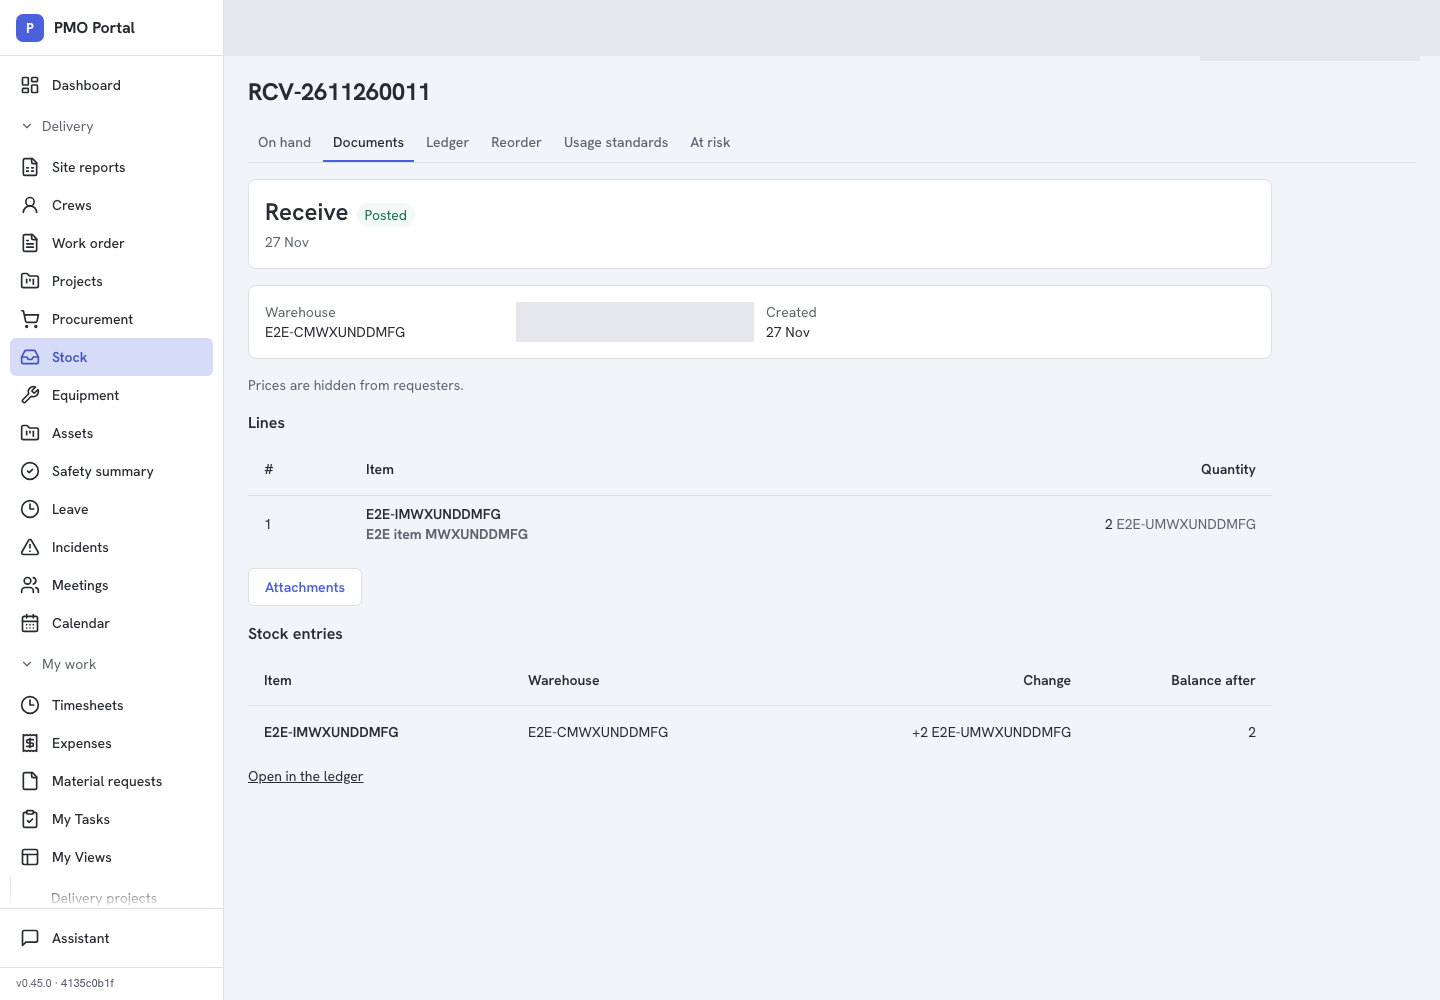 P PMO Portal
Dashboard
Delivery
Site reports
Crews
Work order
Projects
Procurement
Stock
Equipment
Assets
Safety summary
Leave
Incidents
Meetings
Calendar
My work
Timesheets
Expenses
Material requests
My Tasks
My Views
Delivery projects
Assistant
v0.45.0 · 4135c0b1f
RCV-2611260011
On hand Documents Ledger Reorder Usage standards At risk
Receive Posted
27 Nov
Warehouse Created
E2E-CMWXUNDDMFG 27 Nov
Prices are hidden from requesters.
Lines
# Item Quantity
E2E-IMWXUNDDMFG
1 2 E2E-UMWXUNDDMFG
E2E item MWXUNDDMFG
Attachments
Stock entries
Item Warehouse Change Balance after
E2E-IMWXUNDDMFG E2E-CMWXUNDDMFG +2 E2E-UMWXUNDDMFG 2
Open in the ledger